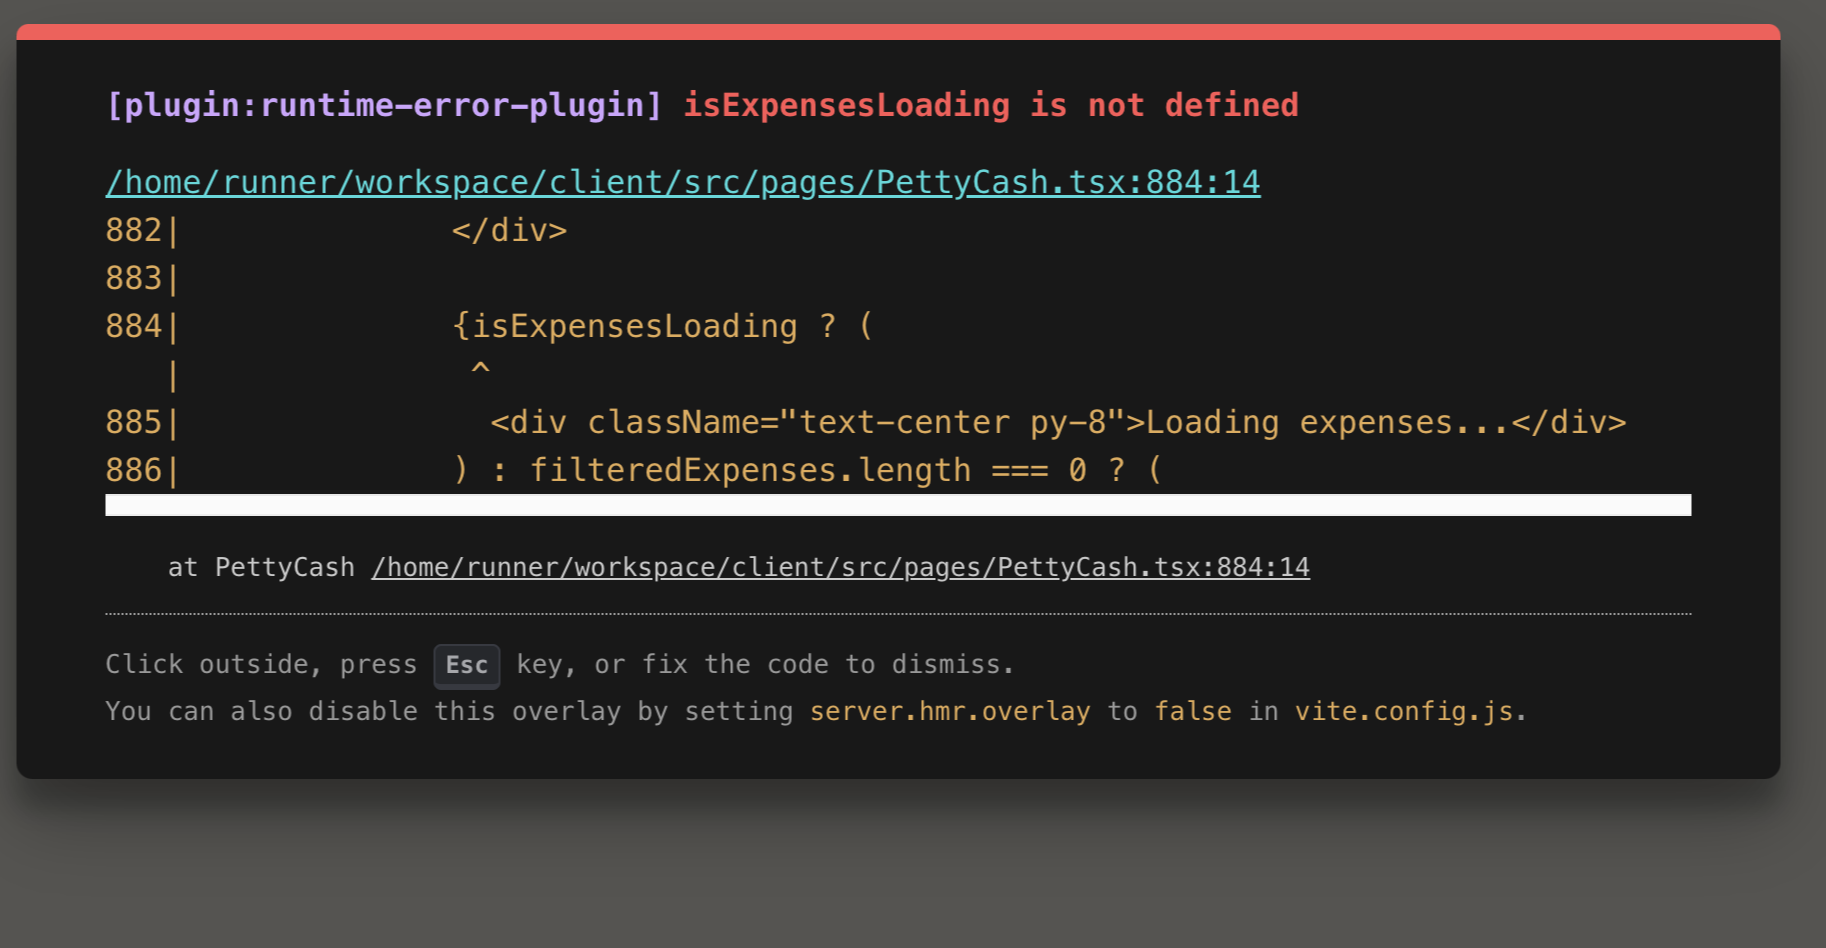 [plugin:runtime-error-plugin] isExpensesLoading is not defined
/home/runner/workspace/client/src/pages/PettyCash.tsx:884:14
882|              </div>
883|
884|              {isExpensesLoading ? (
   |               ^
885|                <div className="text-center py-8">Loading expenses...</div>
886|              ) : filteredExpenses.length === 0 ? (
at PettyCash /home/runner/workspace/client/src/pages/PettyCash.tsx:884:14
Click outside, press Esc key, or fix the code to dismiss.
You can also disable this overlay by setting server.hmr.overlay to false in vite.config.js.